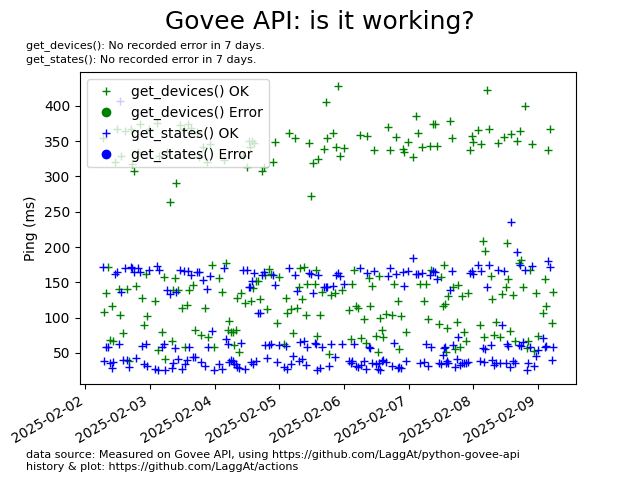 Govee API: is it working?
get_devices(): No recorded error in 7 days.
get_states(): No recorded error in 7 days.
get_devices() OK
get_devices() Error
get_states() OK
get_states() Error
Ping (ms)
400
350
300
250
200
150
100
50
2025-02-02
2025-02-03
2025-02-04
2025-02-05
2025-02-06
2025-02-07
2025-02-08
2025-02-09
data source: Measured on Govee API, using https://github.com/LaggAt/python-govee-api
history & plot: https://github.com/LaggAt/actions